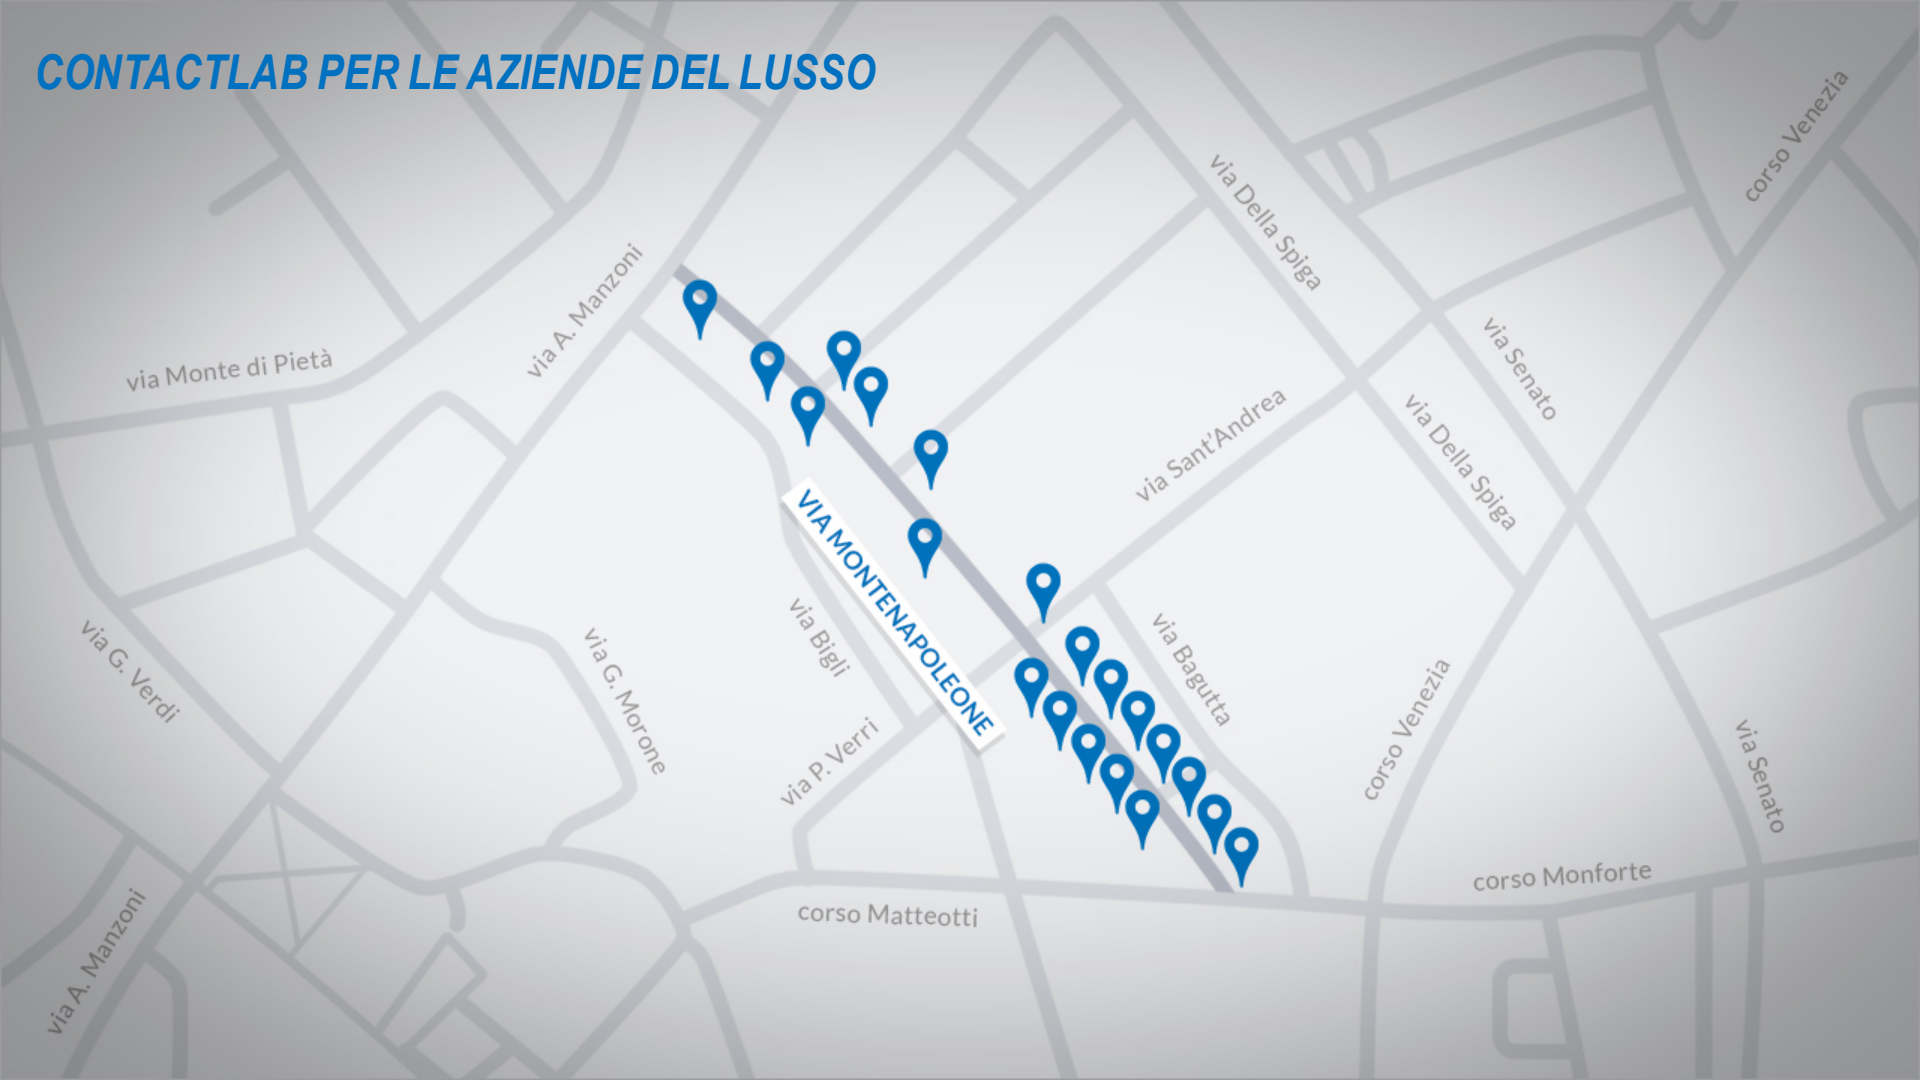 CONTACTLAB PER LE AZIENDE DEL LUSSO
corso Venezia
via Della Spiga
via A. Manzoni
via Monte di Pietà
via Senato
via Sant'Andrea
via Della Spiga
VIA MONTENAPOLEONE
via Bigli
via Bagutta
via G. Verdi
via G. Morone
corso Venezia
via P. Verri
via Senato
corso Monforte
corso Matteotti
via A. Manzoni